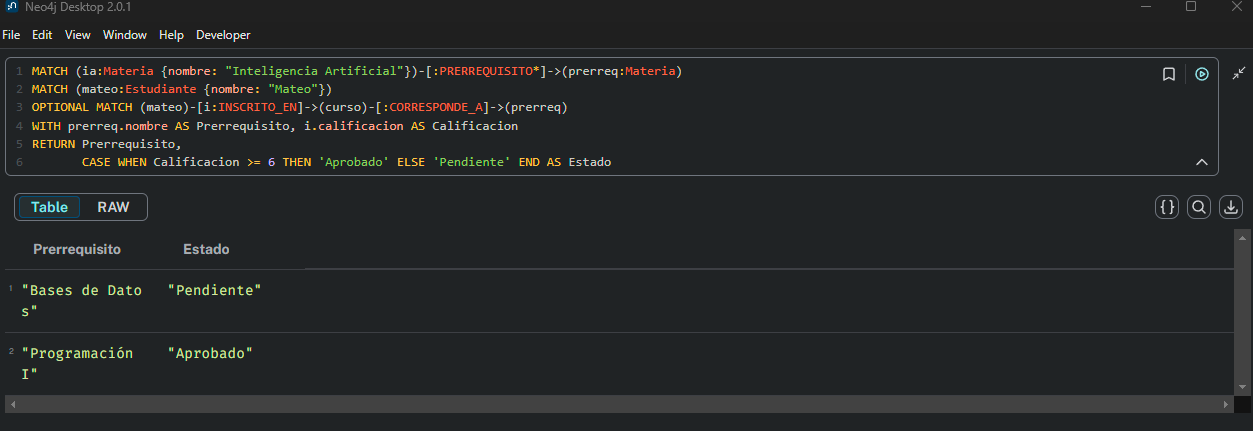 Neo4j Desktop 2.0.1
File Edit View Window Help Developer
1 MATCH (ia:Materia {nombre: "Inteligencia Artificial"})-[:PRERREQUISITO*]->(prerreq:Materia)
2 MATCH (mateo:Estudiante {nombre: "Mateo"})
3 OPTIONAL MATCH (mateo)-[i:INSCRITO_EN]->(curso)-[:CORRESPONDE_A]->(prerreq)
4 WITH prerreq.nombre AS Prerrequisito, i.calificacion AS Calificacion
5 RETURN Prerrequisito,
6 CASE WHEN Calificacion >= 6 THEN 'Aprobado' ELSE 'Pendiente' END AS Estado
Table RAW
Prerrequisito Estado
1 "Bases de Dato "Pendiente"
s"
2 "Programación "Aprobado"
I"